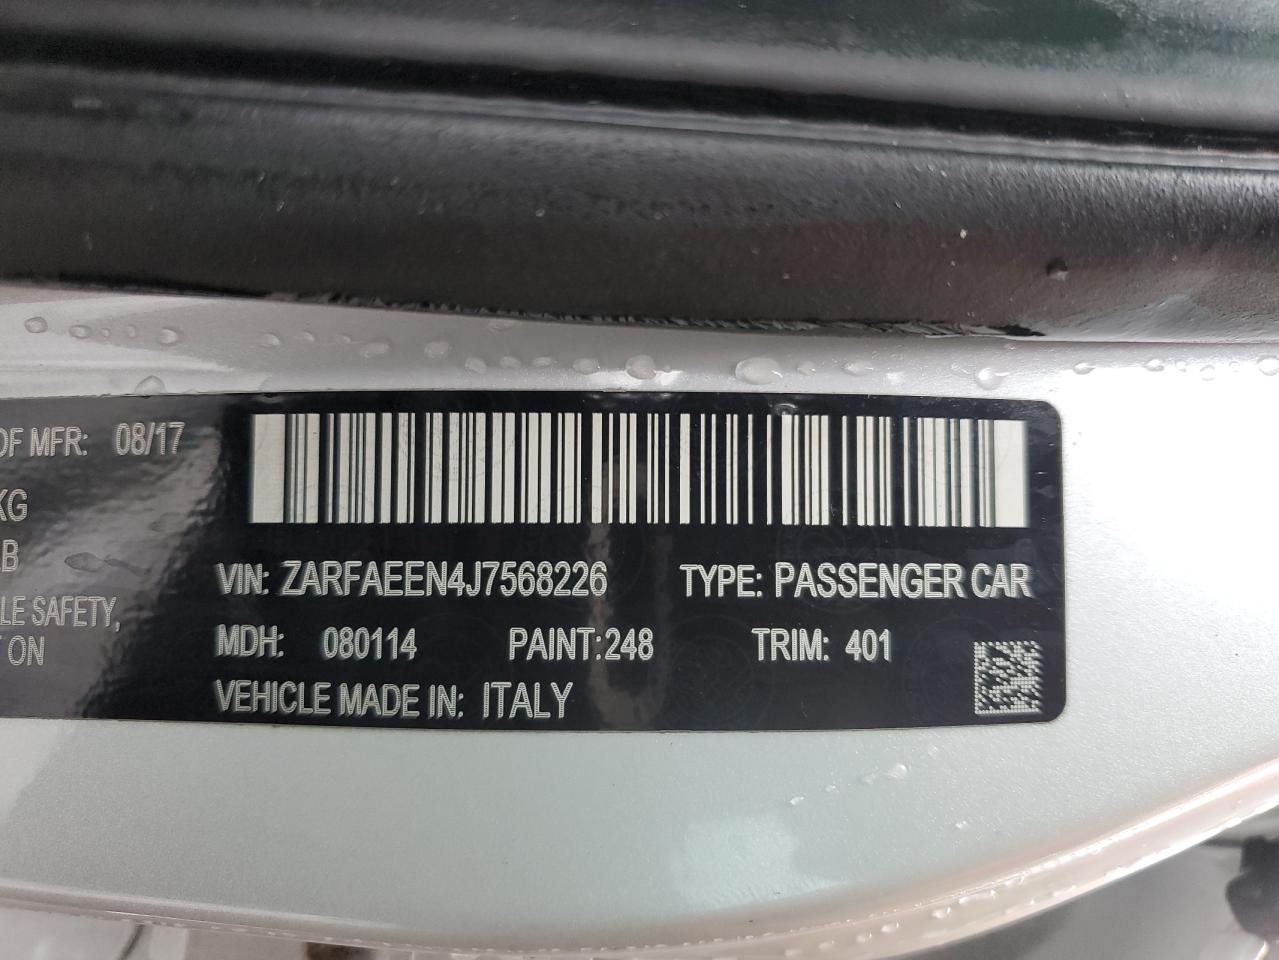 OF MFR: 08/17
KG
LB
LE SAFETY,
T ON
VIN: ZARFAEEN4J7568226 TYPE: PASSENGER CAR
MDH: 080114 PAINT:248 TRIM: 401
VEHICLE MADE IN: ITALY